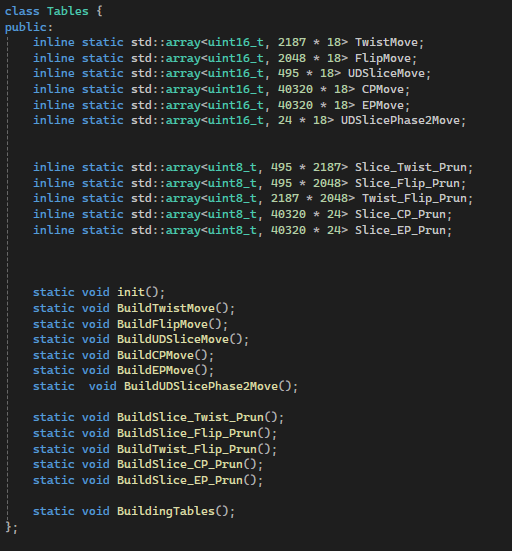 class Tables {
public:
    inline static std::array<uint16_t, 2187 * 18> TwistMove;
    inline static std::array<uint16_t, 2048 * 18> FlipMove;
    inline static std::array<uint16_t, 495 * 18> UDSliceMove;
    inline static std::array<uint16_t, 40320 * 18> CPMove;
    inline static std::array<uint16_t, 40320 * 18> EPMove;
    inline static std::array<uint16_t, 24 * 18> UDSlicePhase2Move;
    inline static std::array<uint8_t, 495 * 2187> Slice_Twist_Prun;
    inline static std::array<uint8_t, 495 * 2048> Slice_Flip_Prun;
    inline static std::array<uint8_t, 2187 * 2048> Twist_Flip_Prun;
    inline static std::array<uint8_t, 40320 * 24> Slice_CP_Prun;
    inline static std::array<uint8_t, 40320 * 24> Slice_EP_Prun;
    static void init();
    static void BuildTwistMove();
    static void BuildFlipMove();
    static void BuildUDSliceMove();
    static void BuildCPMove();
    static void BuildEPMove();
    static  void BuildUDSlicePhase2Move();
    static void BuildSlice_Twist_Prun();
    static void BuildSlice_Flip_Prun();
    static void BuildTwist_Flip_Prun();
    static void BuildSlice_CP_Prun();
    static void BuildSlice_EP_Prun();
    static void BuildingTables();
};